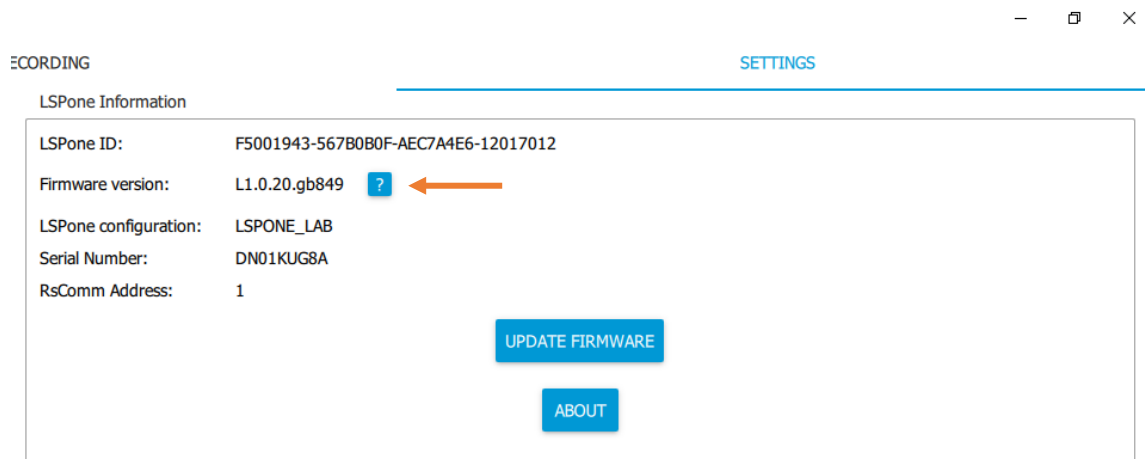 ECORDING SETTINGS
LSPone Information
LSPone ID: F5001943-567B0B0F-AEC7A4E6-12017012
Firmware version: L1.0.20.gb849 ?
LSPone configuration: LSPONE_LAB
Serial Number: DN01KUG8A
RsComm Address: 1
UPDATE FIRMWARE
ABOUT